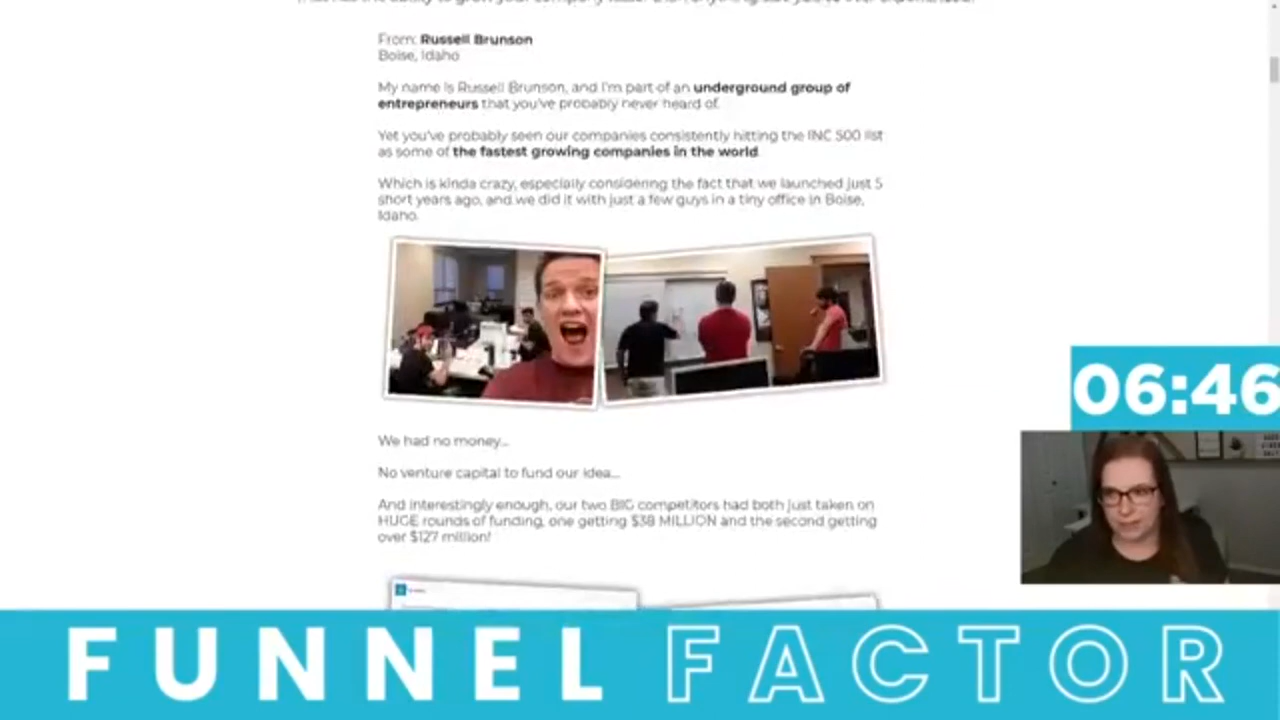 From: Russell Brunson
Boise, Idaho
My name is Russell Brunson, and I'm part of an underground group of
entrepreneurs that you've probably never heard of.
Yet you've probably seen our companies consistently hitting the INC 500 list
as some of the fastest growing companies in the world.
Which is kinda crazy, especially considering the fact that we launched just 5
short years ago, and we did it with just a few guys in a tiny office in Boise,
Idaho.
We had no money...
No venture capital to fund our idea...
And interestingly enough, our two BIG competitors had both just taken on
HUGE rounds of funding, one getting $38 MILLION and the second getting
over $127 million!
06:46
FUNNEL FACTOR